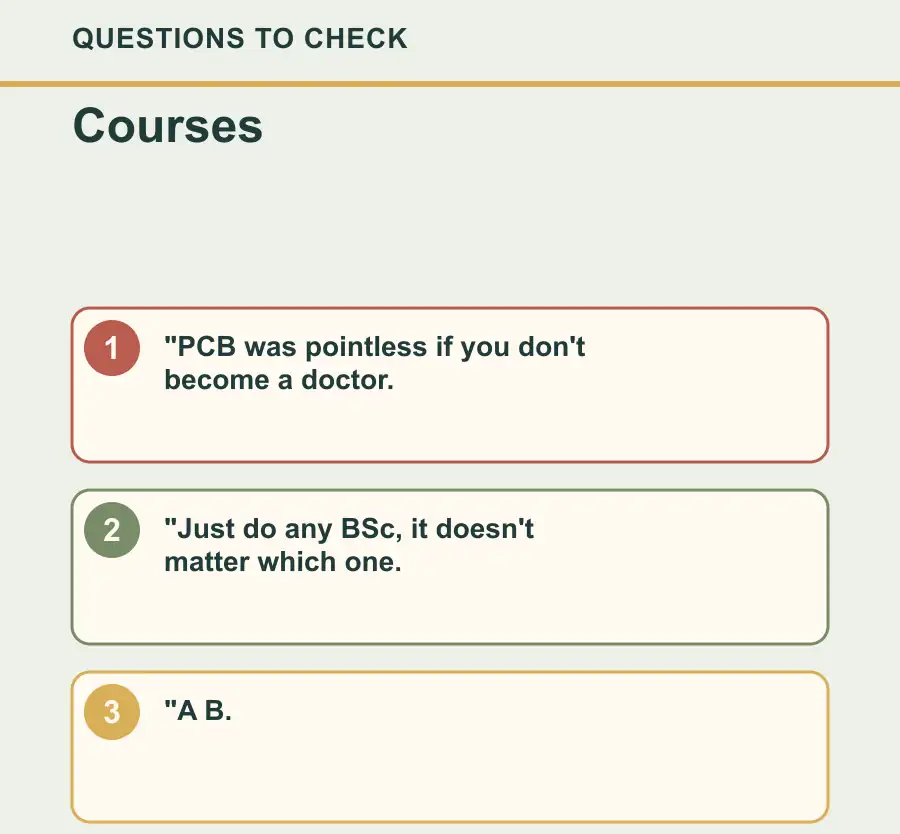 QUESTIONS TO CHECK
Courses
1
"PCB was pointless if you don't
become a doctor.
2
"Just do any BSc, it doesn't
matter which one.
3
"A B.